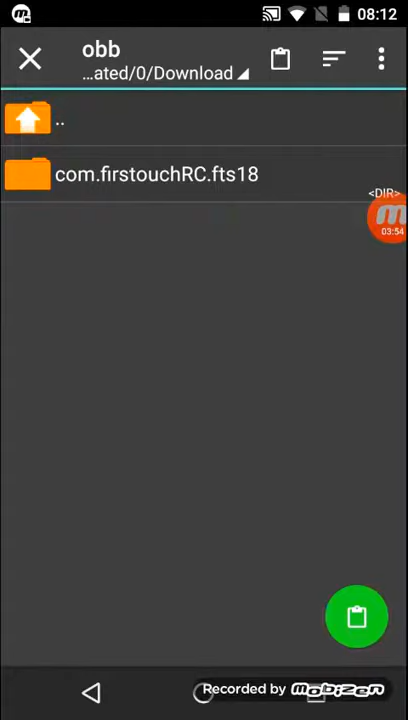 08:12
obb
...ated/0/Download
..
com.firstouchRC.fts18
<DIR>
03:54
Recorded by mobizen